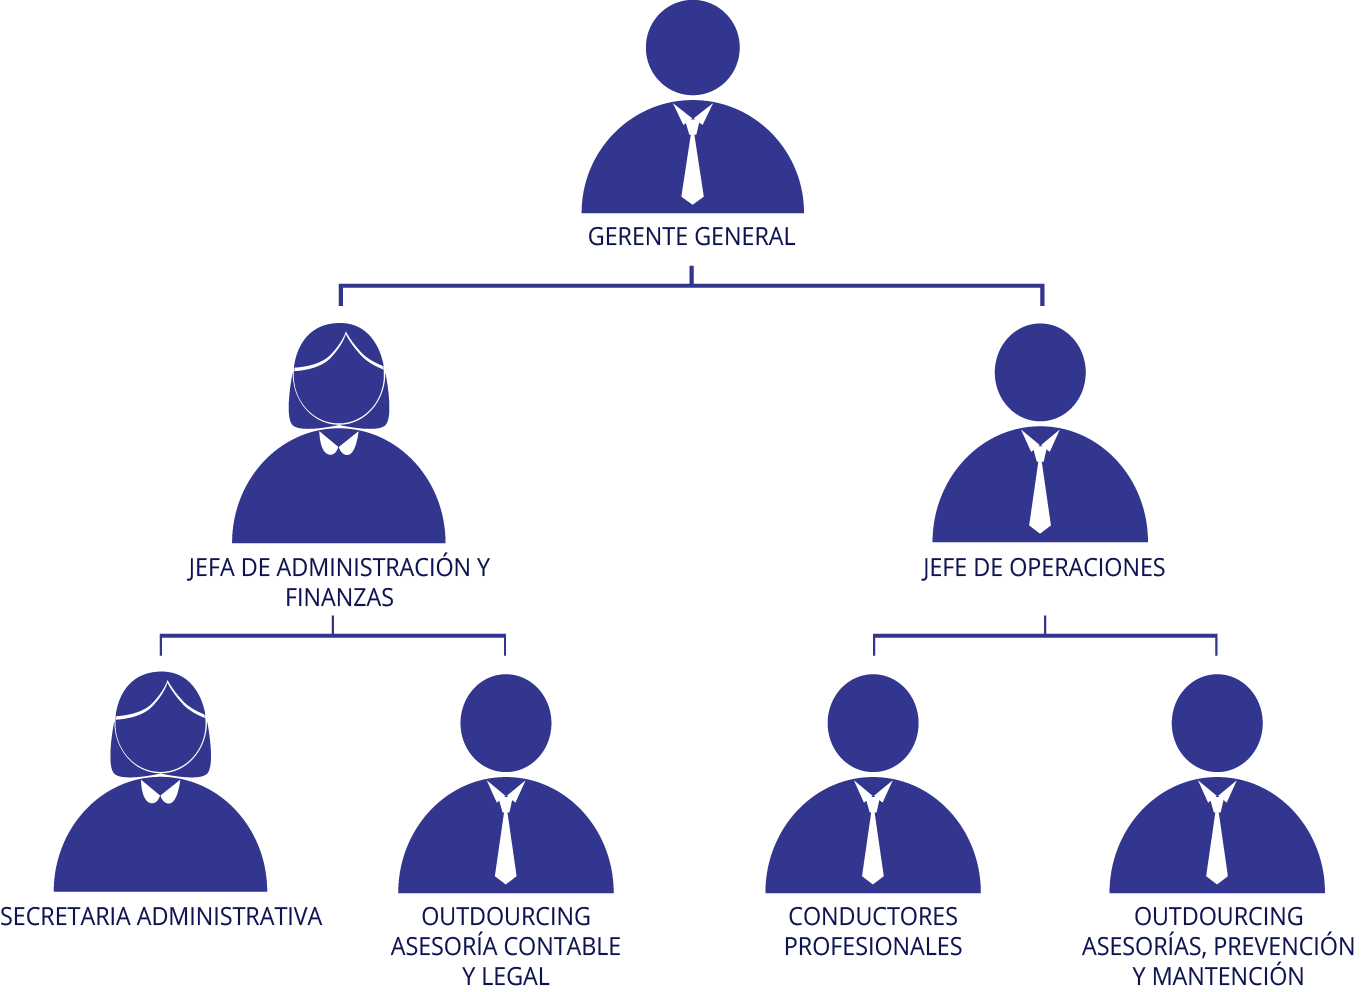 GERENTE GENERAL
JEFA DE ADMINISTRACIÓN Y
FINANZAS
JEFE DE OPERACIONES
SECRETARIA ADMINISTRATIVA
OUTDOURCING
ASESORÍA CONTABLE
Y LEGAL
CONDUCTORES
PROFESIONALES
OUTDOURCING
ASESORÍAS, PREVENCIÓN
Y MANTENCIÓN